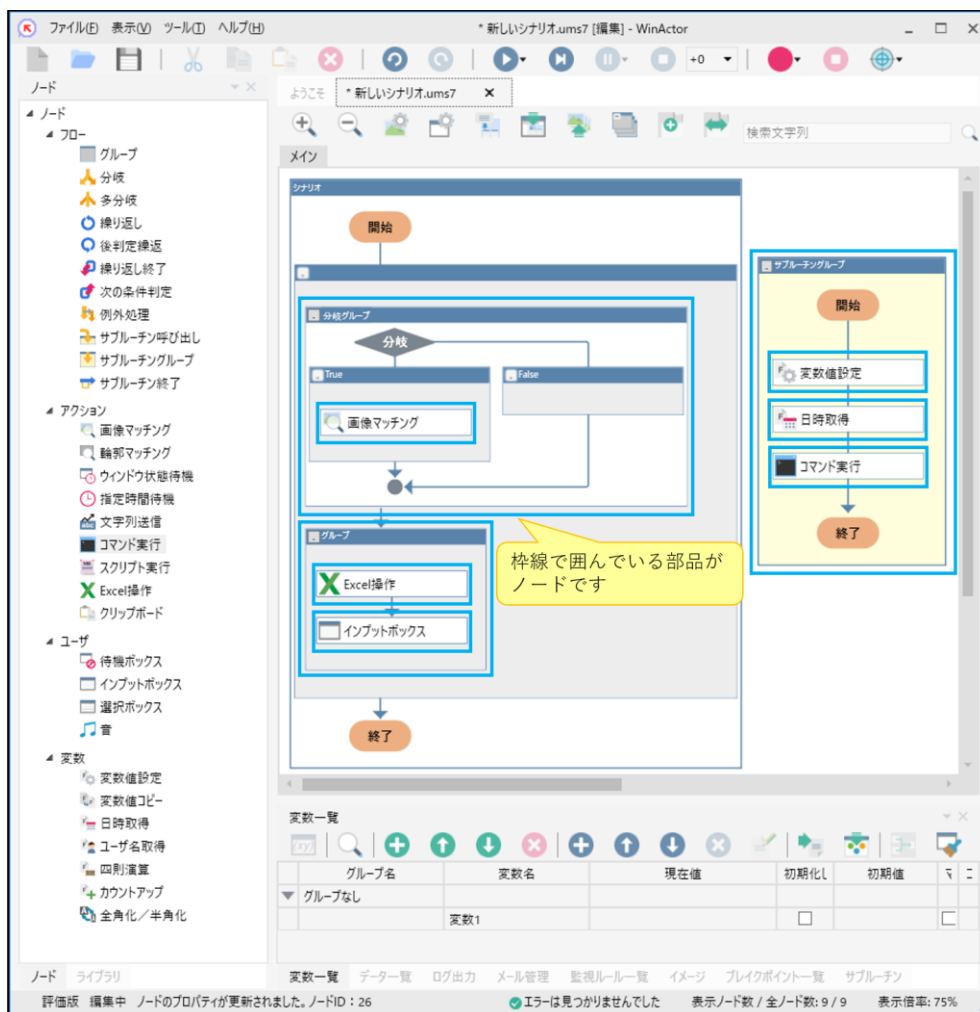 ファイル(F) 表示(V) ツール(T) ヘルプ(H)
* 新しいシナリオ.ums7 [編集] - WinActor
+0
ノード
ようこそ
* 新しいシナリオ.ums7
検索文字列
メイン
ノード
フロー
グループ
分岐
多分岐
繰り返し
後判定繰返
繰り返し終了
次の条件判定
例外処理
サブルーチン呼び出し
サブルーチングループ
サブルーチン終了
アクション
画像マッチング
輪郭マッチング
ウィンドウ状態待機
指定時間待機
文字列送信
コマンド実行
スクリプト実行
Excel操作
クリップボード
ユーザ
待機ボックス
インプットボックス
選択ボックス
音
変数
変数値設定
変数値コピー
日時取得
ユーザ名取得
四則演算
カウントアップ
全角化/半角化
ノード ライブラリ
シナリオ
開始
分岐グループ
分岐
True
False
画像マッチング
グループ
Excel操作
インプットボックス
終了
枠線で囲んでいる部品が
ノードです
サブルーチングループ
開始
変数値設定
日時取得
コマンド実行
終了
変数一覧
グループ名 変数名 現在値 初期化し 初期値
グループなし
変数1
変数一覧 データ一覧 ログ出力 メール管理 監視ルール一覧 イメージ ブレイクポイント一覧 サブルーチン
評価版 編集中 ノードのプロパティが更新されました。ノードID:26
エラーは見つかりませんでした
表示ノード数 / 全ノード数: 9 / 9
表示倍率: 75%